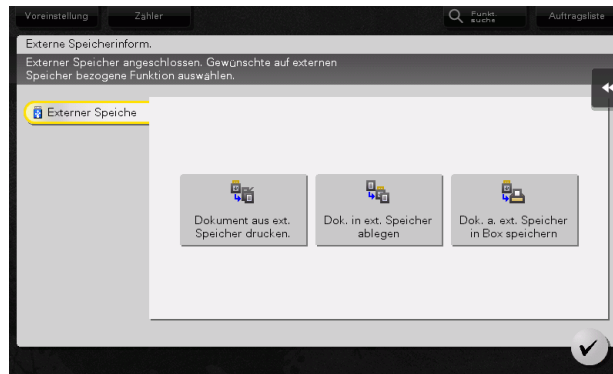 Voreinstellung
Zähler
Funkt.
suche
Auftragsliste
Externe Speicherinform.
Externer Speicher angeschlossen. Gewünschte auf externen
Speicher bezogene Funktion auswählen.
Externer Speiche
Dokument aus ext.
Speicher drucken.
Dok. in ext. Speicher
ablegen
Dok. a. ext. Speicher
in Box speichern